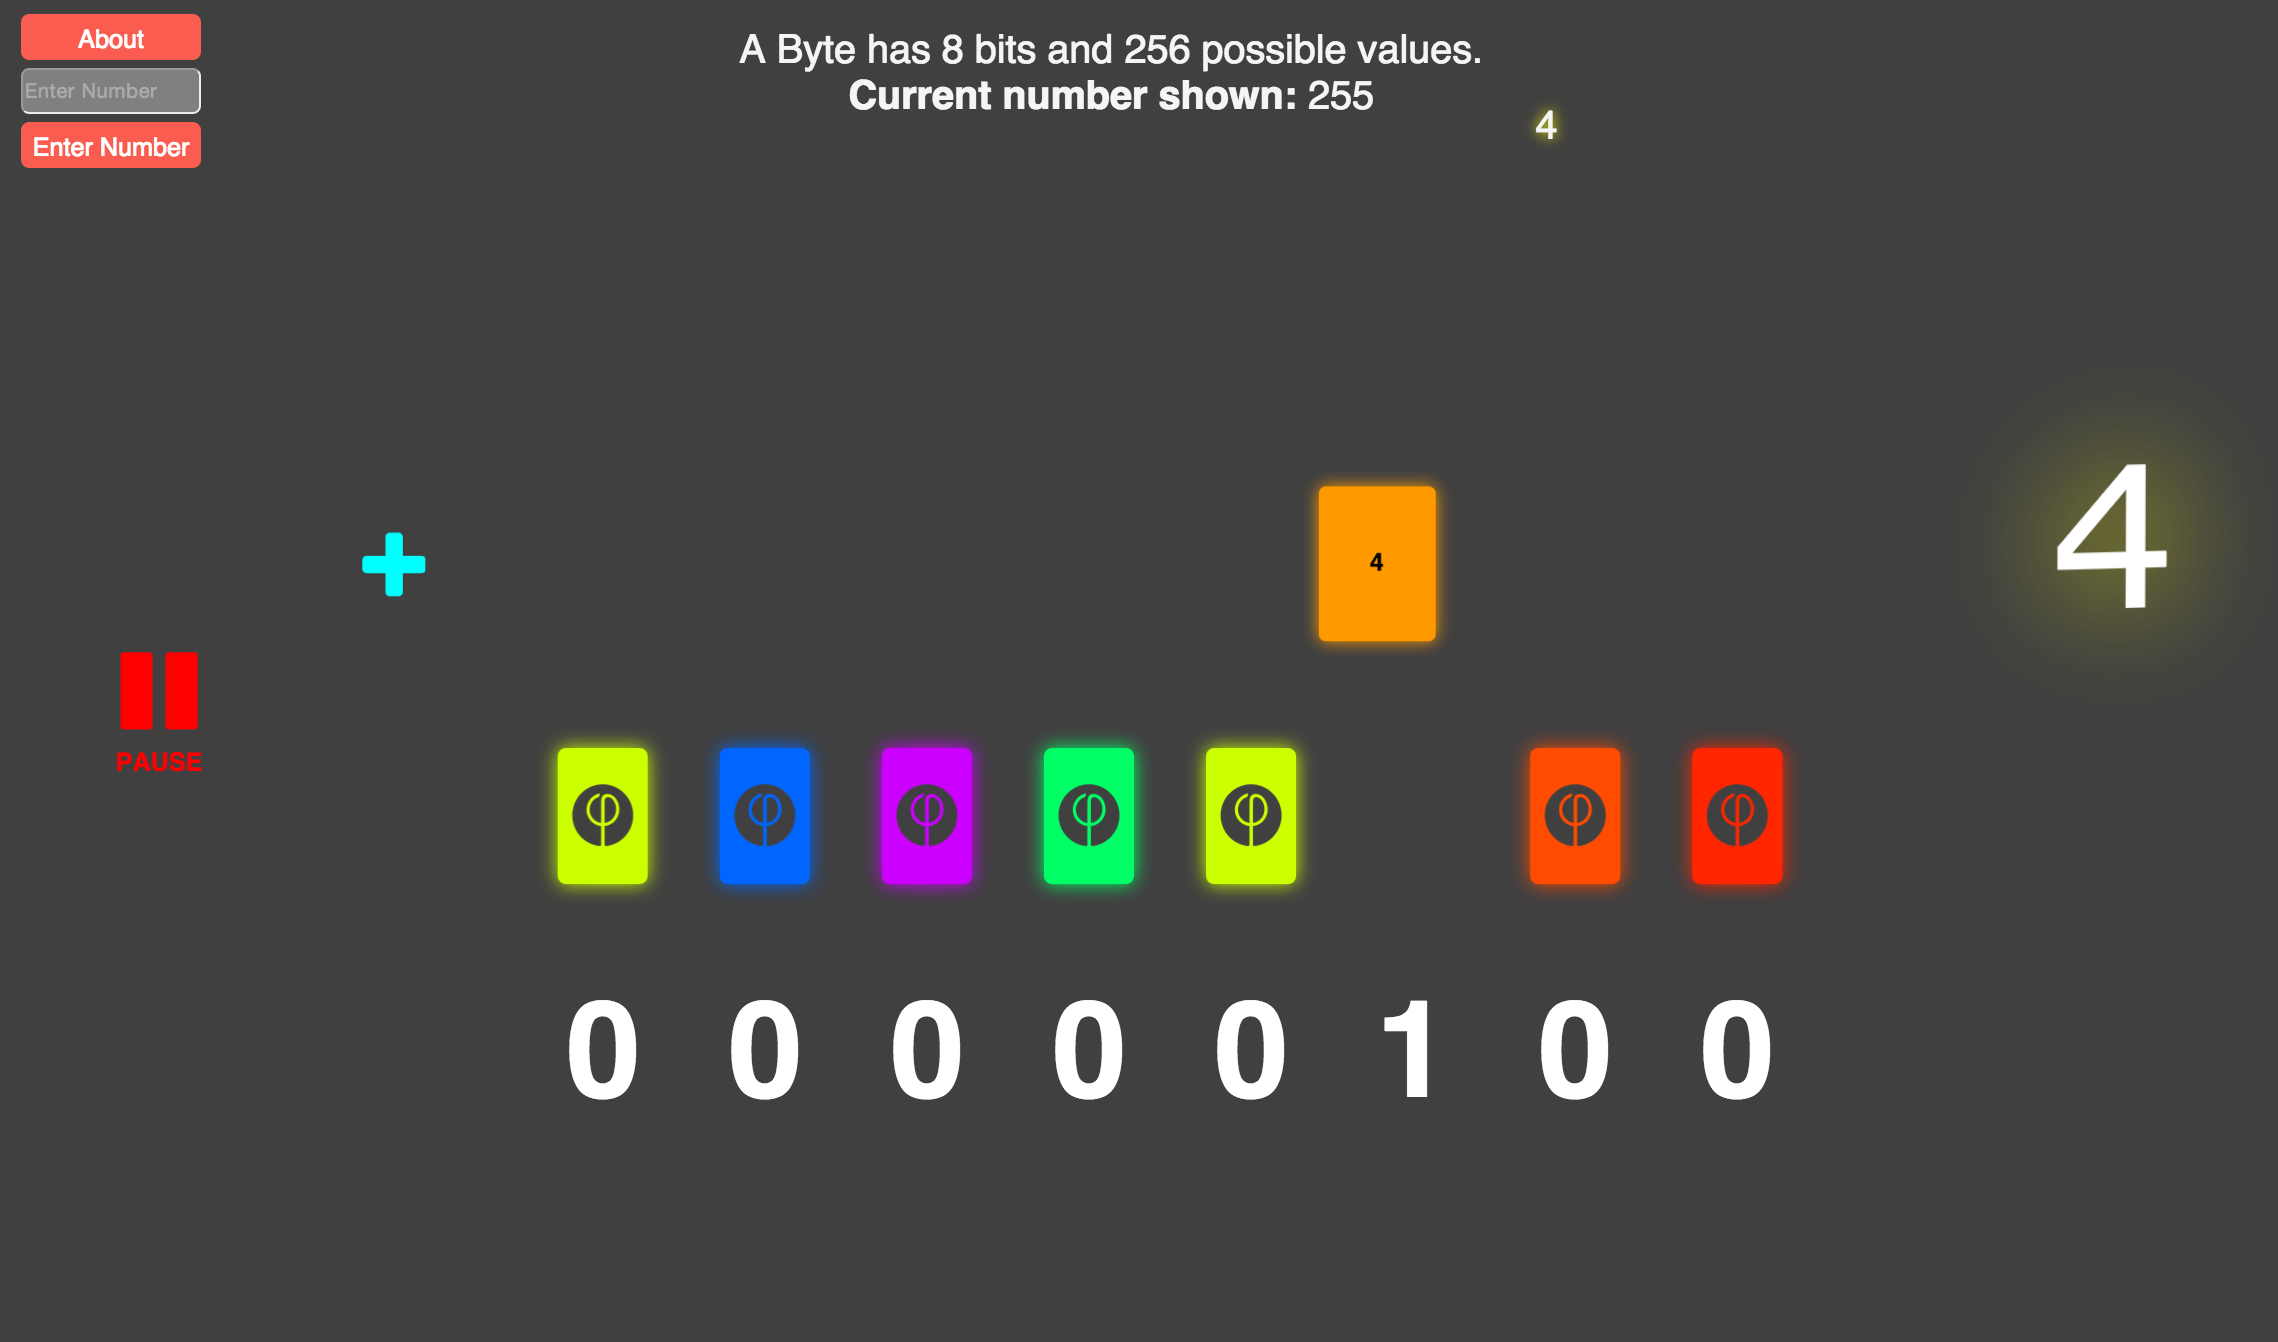 About
Enter Number
Enter Number
A Byte has 8 bits and 256 possible values.
Current number shown: 255
4
4
4
PAUSE
φ φ φ φ φ φ φ
0 0 0 0 0 1 0 0